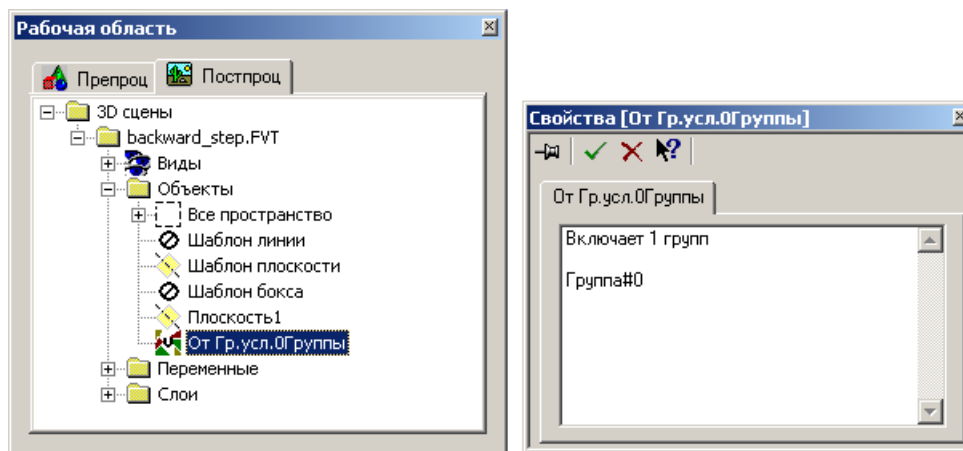 Рабочая область
Препроц Постпроц
3D сцены
backward_step.FVT
Виды
Объекты
Все пространство
Шаблон линии
Шаблон плоскости
Шаблон бокса
Плоскость1
От Гр.усл.0Группы
Переменные
Слои
Свойства [От Гр.усл.0Группы]
От Гр.усл.0Группы
Включает 1 групп
Группа#0